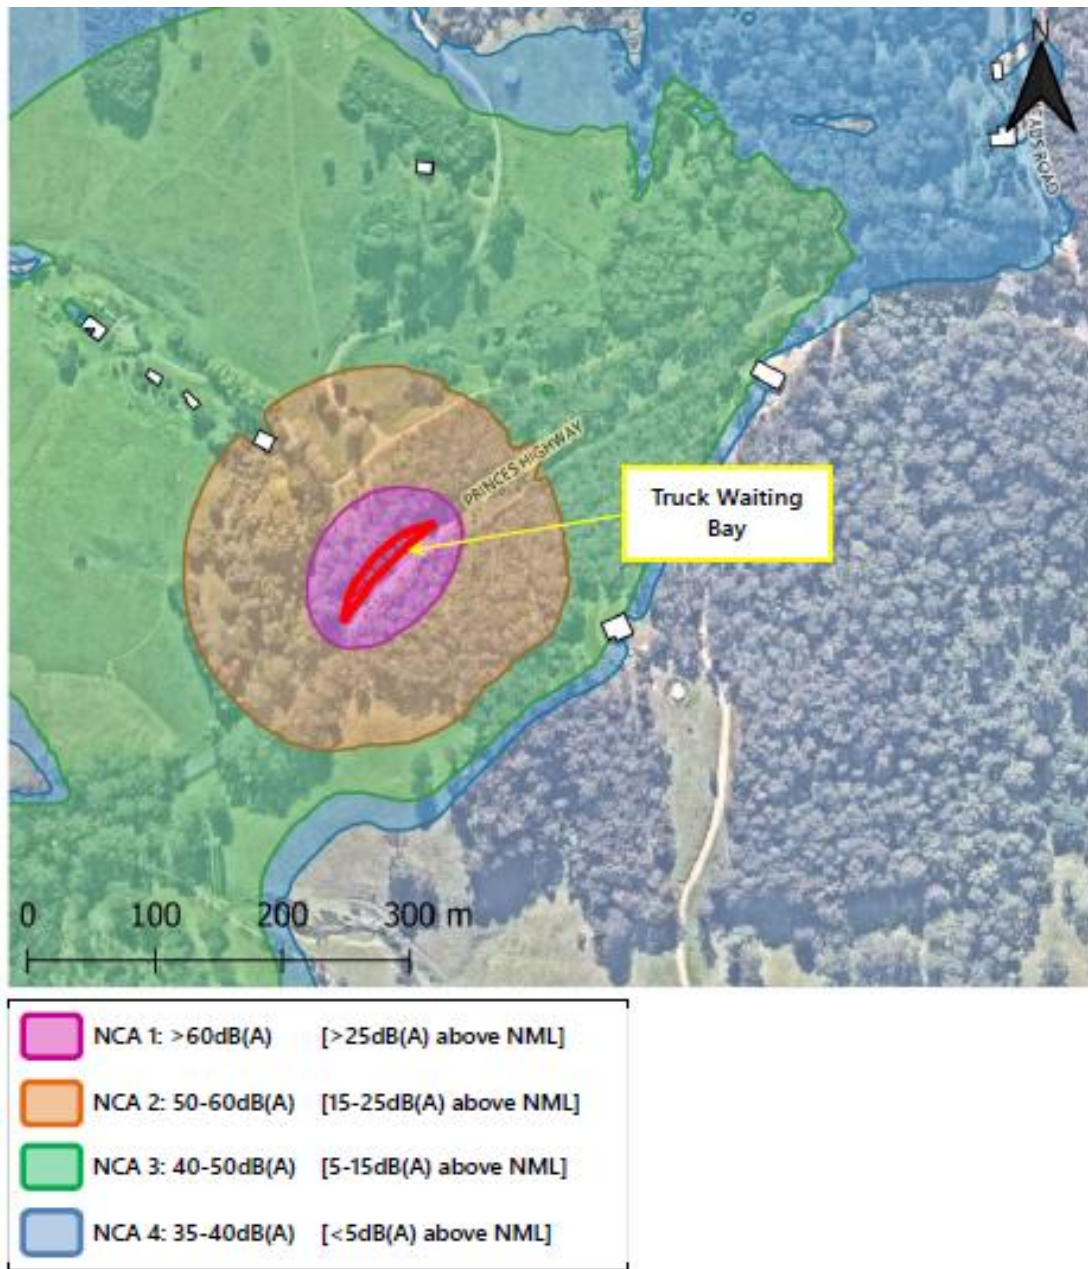 N
EADS ROAD
PRINCES HIGHWAY
Truck Waiting
Bay
0 100 200 300 m
NCA 1: >60dB(A) [>25dB(A) above NML]
NCA 2: 50-60dB(A) [15-25dB(A) above NML]
NCA 3: 40-50dB(A) [5-15dB(A) above NML]
NCA 4: 35-40dB(A) [<5dB(A) above NML]